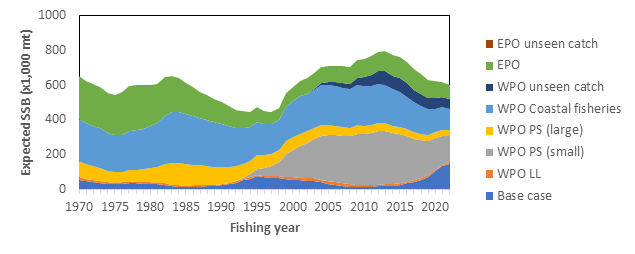 1000
800
600
400
200
0
Expected SSB (x1,000 mt)
1970 1975 1980 1985 1990 1995 2000 2005 2010 2015 2020
Fishing year
EPO unseen catch
EPO
WPO unseen catch
WPO Coastal fisheries
WPO PS (large)
WPO PS (small)
WPO LL
Base case